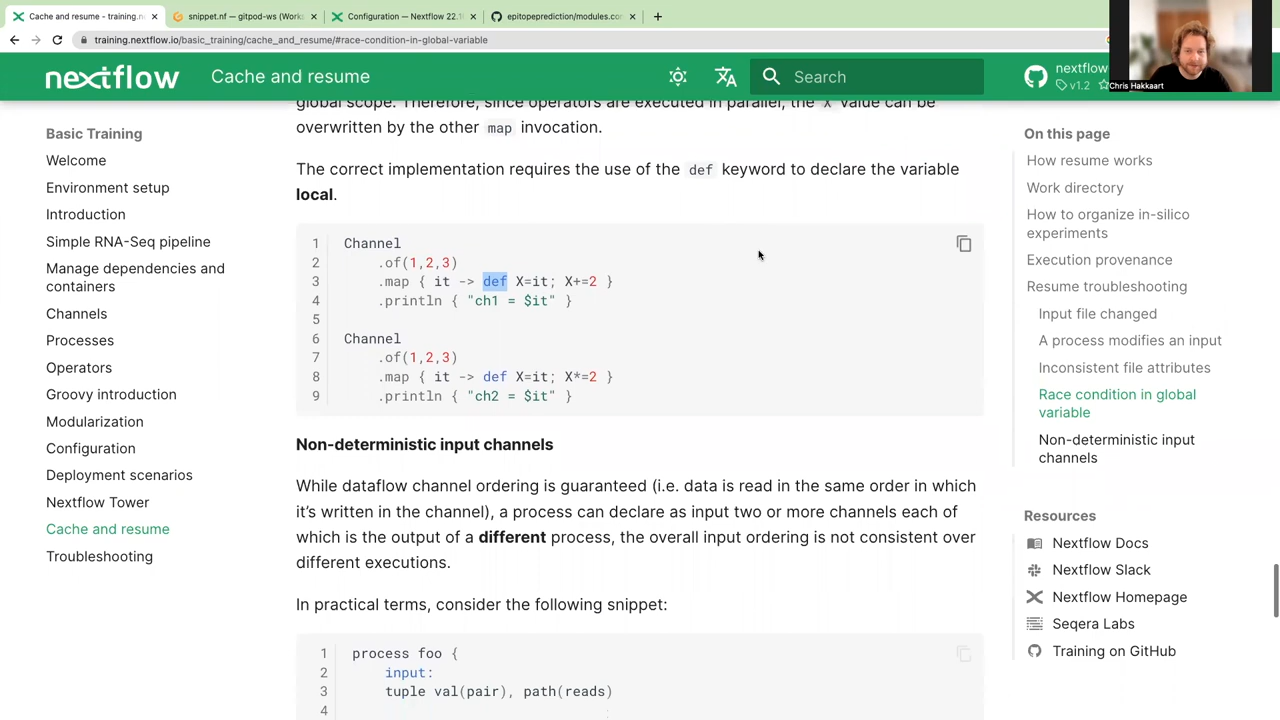 Cache and resume - training.n
snippet.nf — gitpod-ws (Works
Configuration — Nextflow 22.1
epitopeprediction/modules.co
training.nextflow.io/basic_training/cache_and_resume/#race-condition-in-global-variable
nextflow
Cache and resume
Search
nextflow
v1.2
Chris Hakkaart
Basic Training
Welcome
Environment setup
Introduction
Simple RNA-Seq pipeline
Manage dependencies and
containers
Channels
Processes
Operators
Groovy introduction
Modularization
Configuration
Deployment scenarios
Nextflow Tower
Cache and resume
Troubleshooting
global scope. Therefore, since operators are executed in parallel, the X value can be
overwritten by the other map invocation.
The correct implementation requires the use of the def keyword to declare the variable
local.
1 Channel
2 .of(1,2,3)
3 .map { it -> def X=it; X+=2 }
4 .println { "ch1 = $it" }
5
6 Channel
7 .of(1,2,3)
8 .map { it -> def X=it; X*=2 }
9 .println { "ch2 = $it" }
Non-deterministic input channels
While dataflow channel ordering is guaranteed (i.e. data is read in the same order in which
it's written in the channel), a process can declare as input two or more channels each of
which is the output of a different process, the overall input ordering is not consistent over
different executions.
In practical terms, consider the following snippet:
1 process foo {
2 input:
3 tuple val(pair), path(reads)
4
On this page
How resume works
Work directory
How to organize in-silico
experiments
Execution provenance
Resume troubleshooting
Input file changed
A process modifies an input
Inconsistent file attributes
Race condition in global
variable
Non-deterministic input
channels
Resources
Nextflow Docs
Nextflow Slack
Nextflow Homepage
Seqera Labs
Training on GitHub